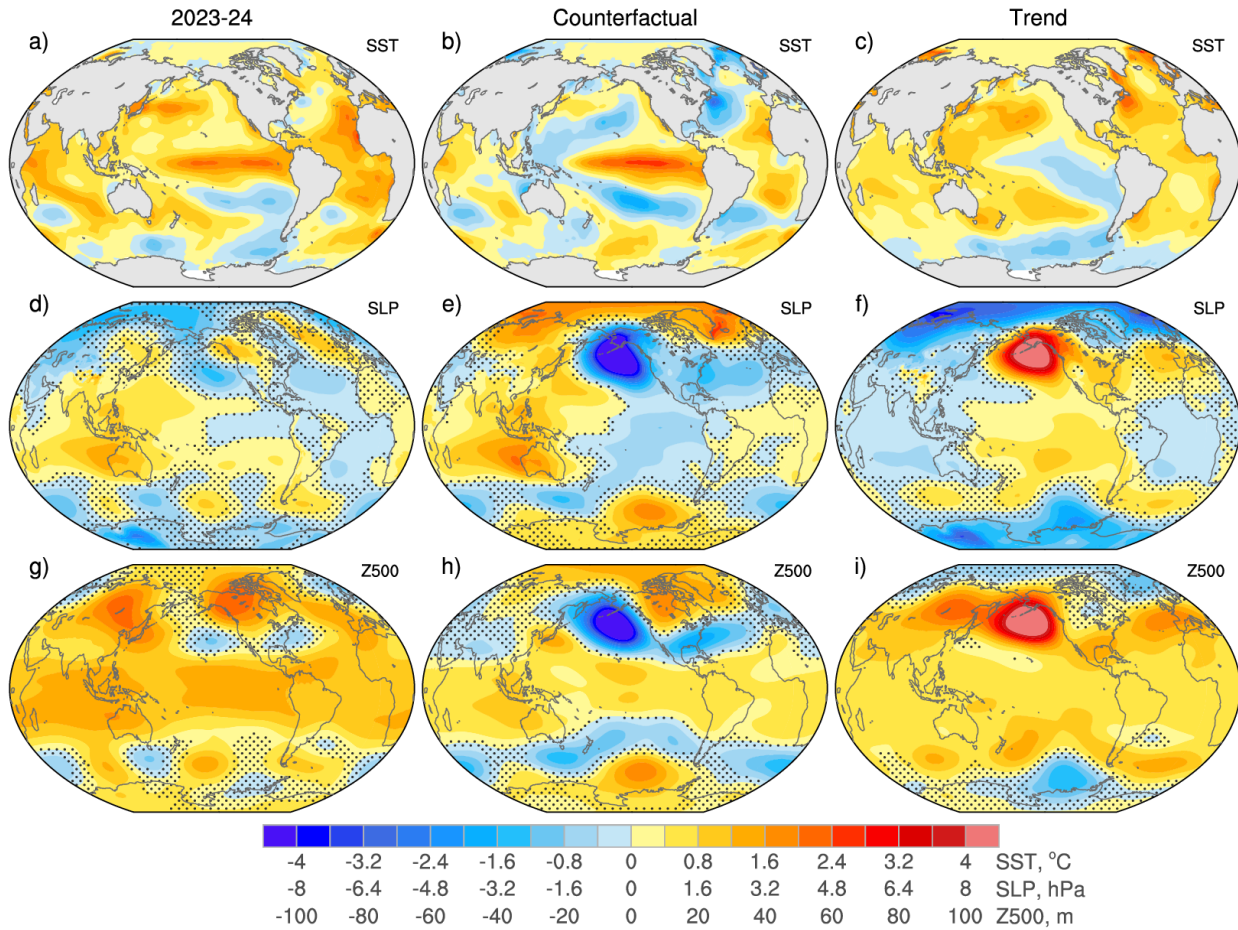 2023-24 Counterfactual Trend
a) SST b) SST c) SST
d) SLP e) SLP f) SLP
g) Z500 h) Z500 i) Z500
-4 -3.2 -2.4 -1.6 -0.8 0 0.8 1.6 2.4 3.2 4 SST, °C
-8 -6.4 -4.8 -3.2 -1.6 0 1.6 3.2 4.8 6.4 8 SLP, hPa
-100 -80 -60 -40 -20 0 20 40 60 80 100 Z500, m